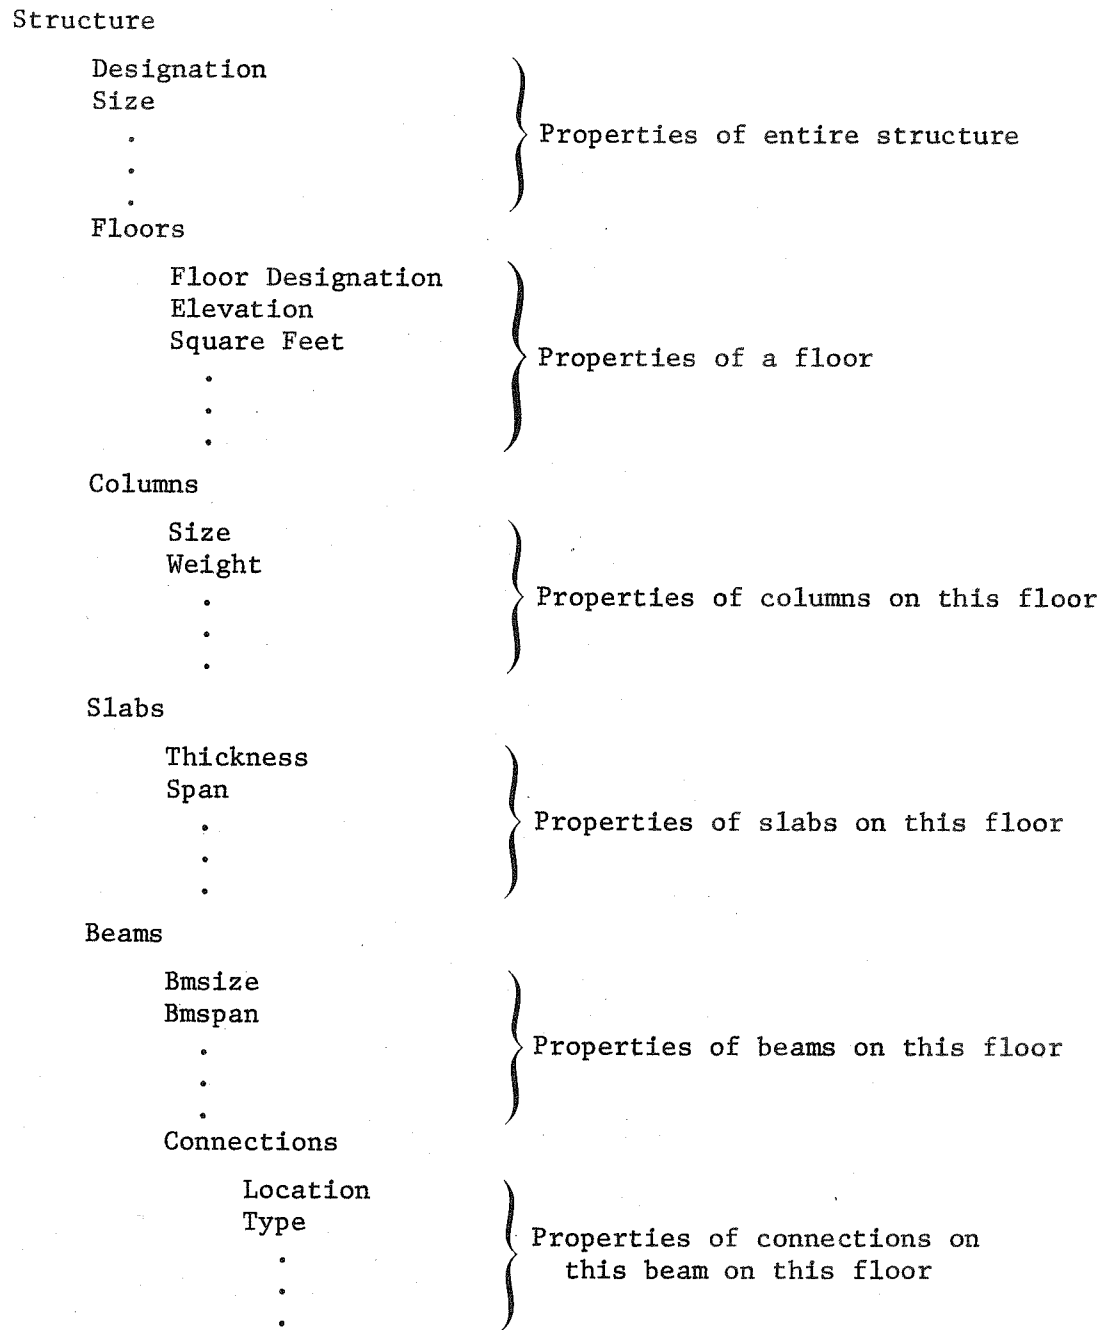 Structure
Designation
Size
.
.
.
Properties of entire structure
Floors
Floor Designation
Elevation
Square Feet
.
.
.
Properties of a floor
Columns
Size
Weight
.
.
.
Properties of columns on this floor
Slabs
Thickness
Span
.
.
.
Properties of slabs on this floor
Beams
Bmsize
Bmspan
.
.
.
Properties of beams on this floor
Connections
Location
Type
.
.
.
Properties of connections on
this beam on this floor